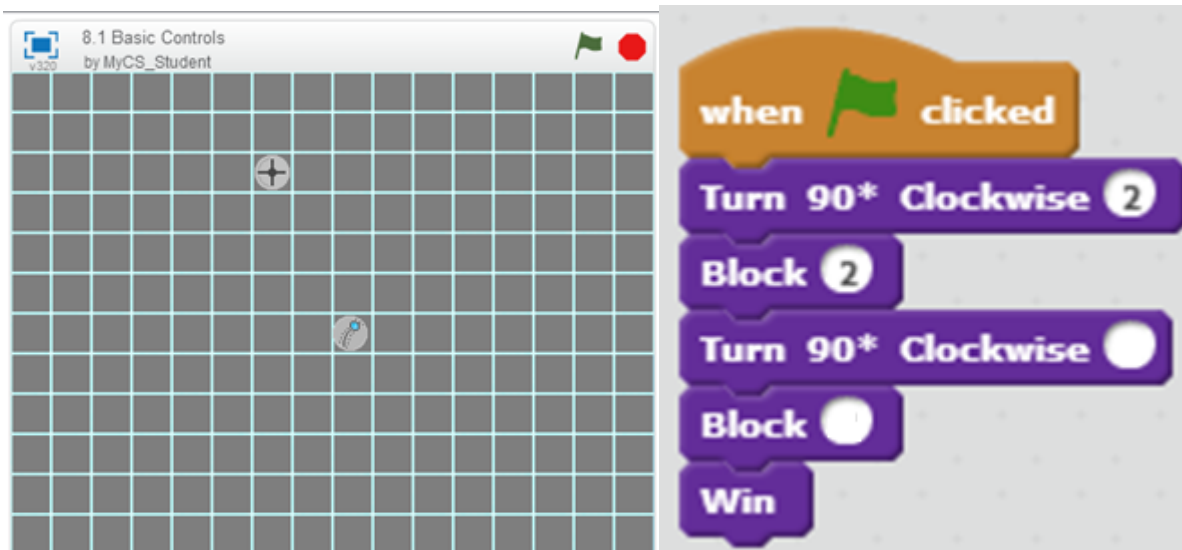 8.1 Basic Controls
v320 by MyCS_Student
when clicked
Turn 90* Clockwise 2
Block 2
Turn 90* Clockwise
Block
Win